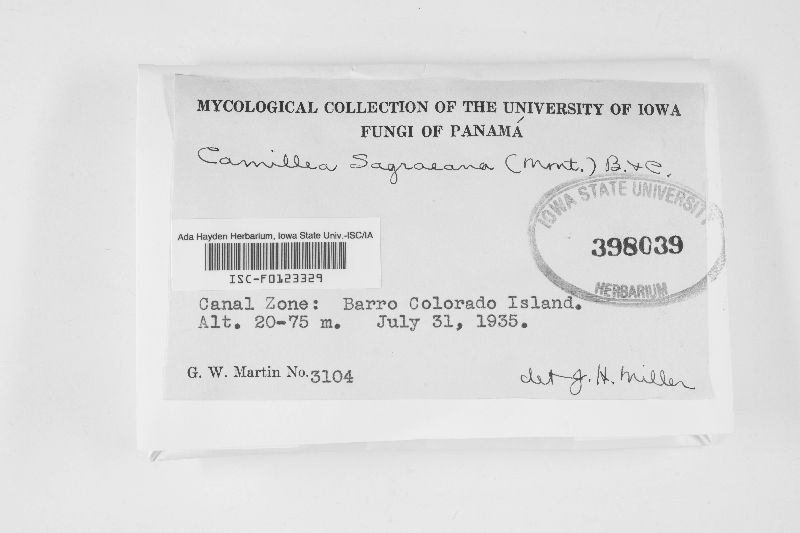 MYCOLOGICAL COLLECTION OF THE UNIVERSITY OF IOWA
FUNGI OF PANAMÁ
Camillea Sagraeana (Mont.) B. & C.
IOWA STATE UNIVERSITY
398039
HERBARIUM
Ada Hayden Herbarium, Iowa State Univ.-ISC/IA
ISC-F0123329
Canal Zone: Barro Colorado Island.
Alt. 20-75 m. July 31, 1935.
G. W. Martin No. 3104
det J. H. Miller